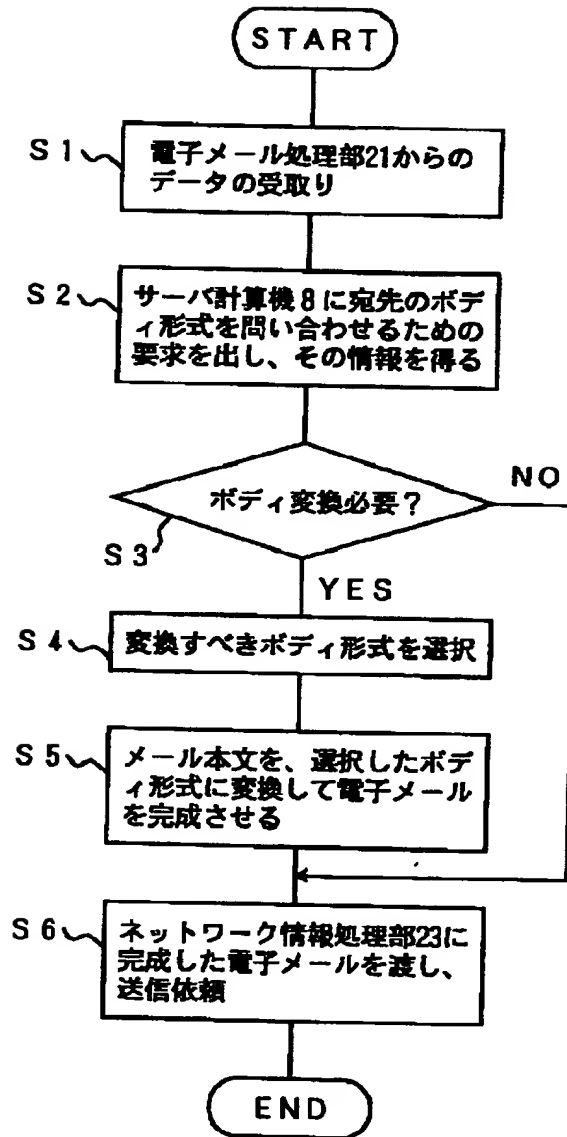 START
S1
電子メール処理部21からの
データの受取り
S2
サーバ計算機8に宛先のボデ
ィ形式を問い合わせるための
要求を出し、その情報を得る
ボディ変換必要?
NO
S3
YES
S4
変換すべきボディ形式を選択
S5
メール本文を、選択したボデ
ィ形式に変換して電子メール
を完成させる
S6
ネットワーク情報処理部23に
完成した電子メールを渡し、
送信依頼
END